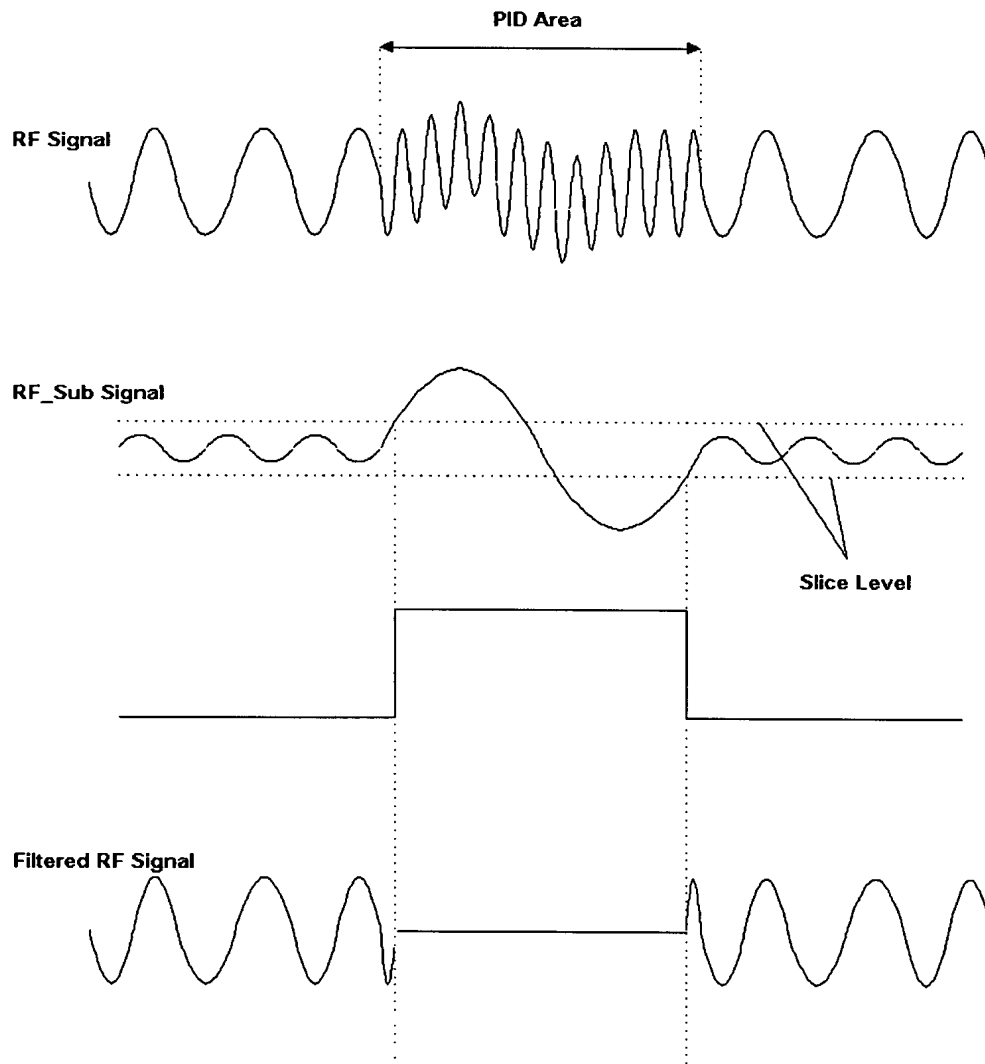 PID Area
RF Signal
RF_Sub Signal
Slice Level
Filtered RF Signal